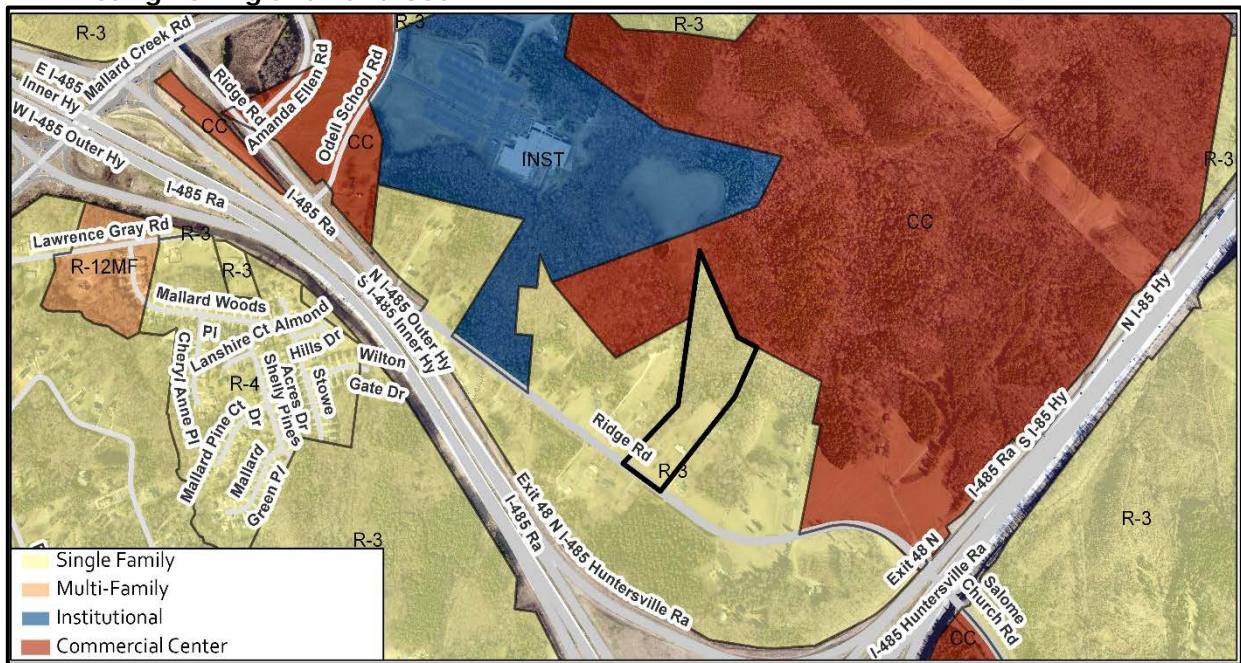 R-3
Mallard Creek Rd
E I-485
Inner Hy
W I-485 Outer Hy
Ridge Rd
Amanda Ellen Rd
Odell School Rd
R-3
R-3
CC
CC
INST
R-3
I-485 Ra
I-485 Ra
R-3
CC
R-3
Lawrence Gray Rd
R-3
R-12MF
R-3
N I-485 Outer Hy
S I-485 Inner Hy
N I-85 Hy
Mallard Woods
Pl
Lanshire Ct
Almond
Hills Dr
Wilton
Gate Dr
Cheryl Anne Pl
R-4
Acres Dr
Shelly Pines
Stowe
Mallard Pine Ct
Dr
Mallard
Green Pl
Ridge Rd
R-3
S I-85 Hy
I-485 Ra
R-3
R-3
I-485 Ra
Exit 48 N
I-485 Huntersville Ra
Exit 48 N
I-485 Huntersville Ra
Salome
Church Rd
CC
Single Family
Multi-Family
Institutional
Commercial Center